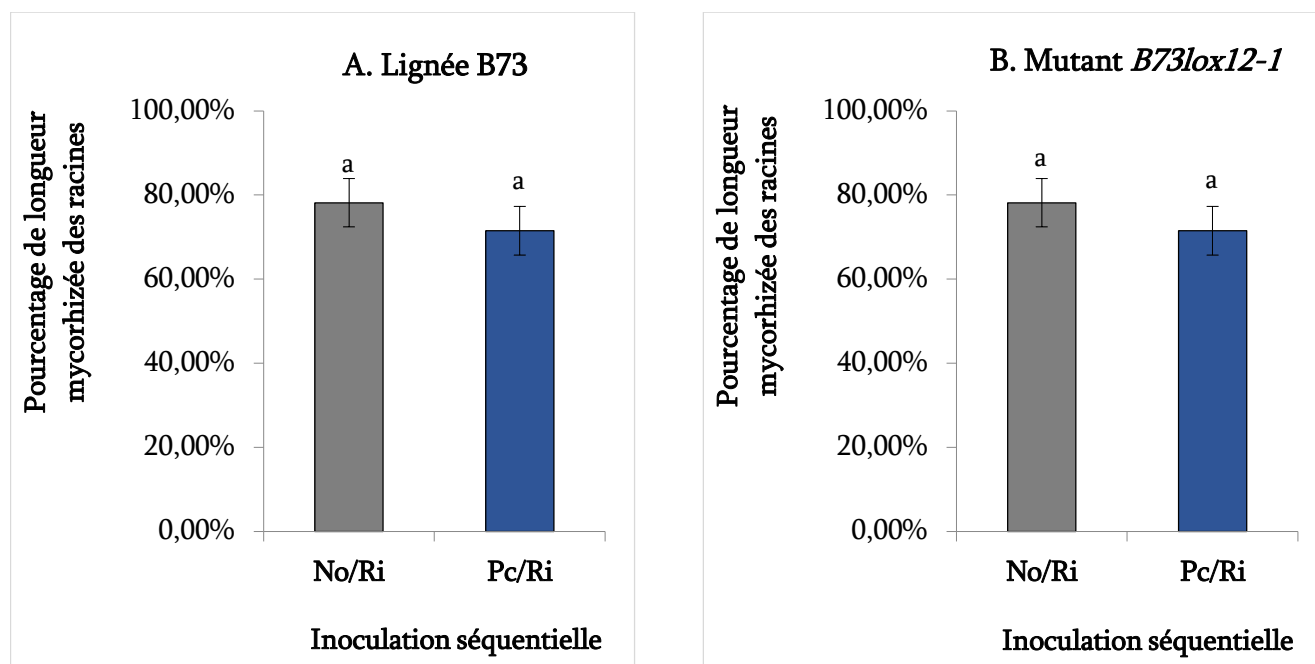 A. Lignée B73
Pourcentage de longueur
mycorhizée des racines
100,00%
80,00%
60,00%
40,00%
20,00%
0,00%
a
a
No/Ri
Pc/Ri
Inoculation séquentielle
B. Mutant B73lox12-1
Pourcentage de longueur
mycorhizée des racines
100,00%
80,00%
60,00%
40,00%
20,00%
0,00%
a
a
No/Ri
Pc/Ri
Inoculation séquentielle